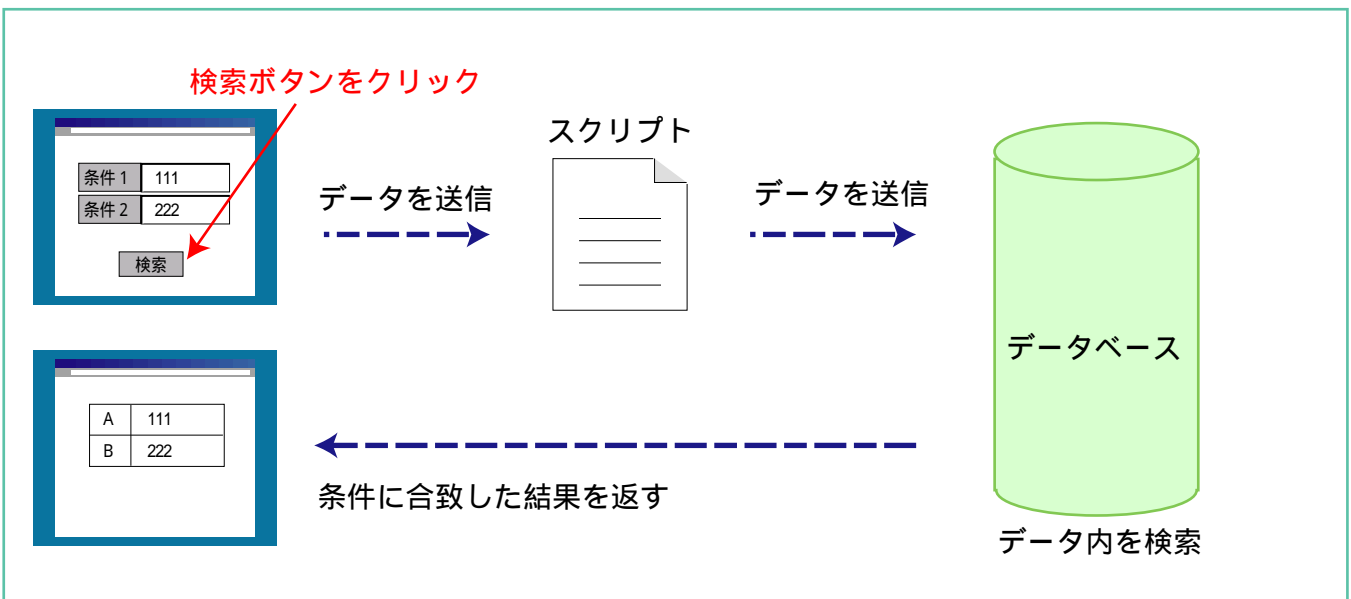 検索ボタンをクリック
スクリプト
条件 1 111
条件 2 222
検索
データを送信
データを送信
データベース
A 111
B 222
条件に合致した結果を返す
データ内を検索